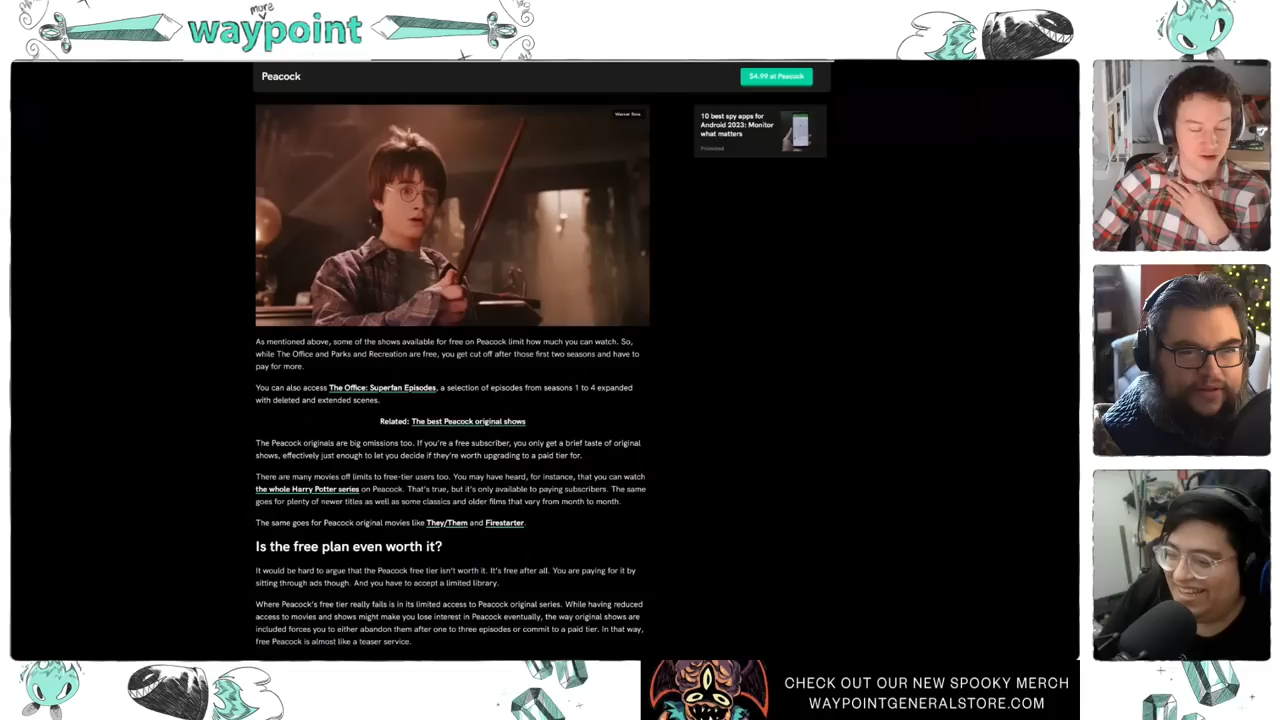 more
waypoint
Peacock
$4.99 at Peacock
Warner Bros.
10 best spy apps for
Android 2023: Monitor
what matters
Promoted
As mentioned above, some of the shows available for free on Peacock limit how much you can watch. So,
while The Office and Parks and Recreation are free, you get cut off after those first two seasons and have to
pay for more.
You can also access The Office: Superfan Episodes, a selection of episodes from seasons 1 to 4 expanded
with deleted and extended scenes.
Related: The best Peacock original shows
The Peacock originals are big omissions too. If you're a free subscriber, you only get a brief taste of original
shows, effectively just enough to let you decide if they're worth upgrading to a paid tier for.
There are many movies off limits to free-tier users too. You may have heard, for instance, that you can watch
the whole Harry Potter series on Peacock. That's true, but it's only available to paying subscribers. The same
goes for plenty of newer titles as well as some classics and older films that vary from month to month.
The same goes for Peacock original movies like They/Them and Firestarter.
Is the free plan even worth it?
It would be hard to argue that the Peacock free tier isn't worth it. It's free after all. You are paying for it by
sitting through ads though. And you have to accept a limited library.
Where Peacock's free tier really fails is in its limited access to Peacock original series. While having reduced
access to movies and shows might make you lose interest in Peacock eventually, the way original shows are
included forces you to either abandon them after one to three episodes or commit to a paid tier. In that way,
free Peacock is almost like a teaser service.
CHECK OUT OUR NEW SPOOKY MERCH
WAYPOINTGENERALSTORE.COM